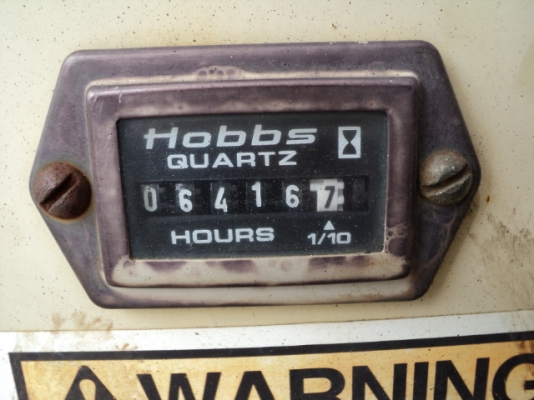 Hobbs
QUARTZ
064167
HOURS 1/10
WARNING